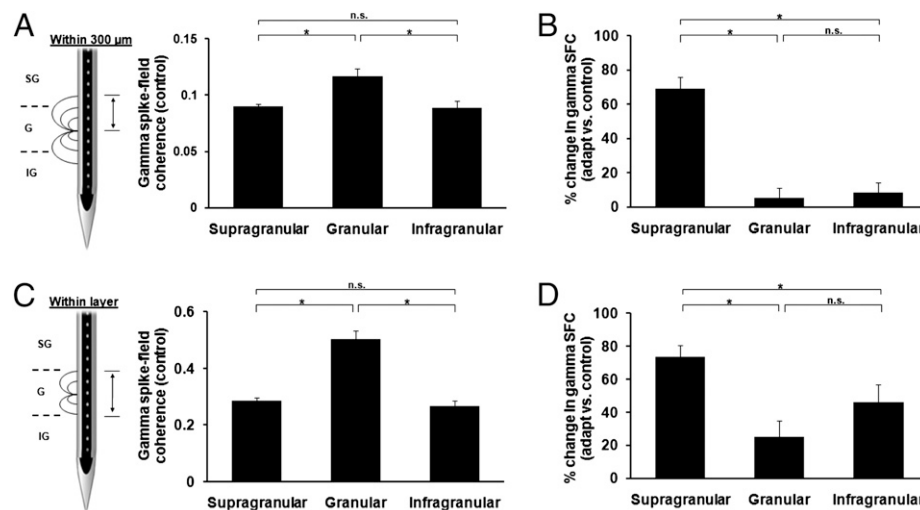 A
Within 300 µm
SG
G
IG
Gamma spike-field
coherence (control)
0.15
0.1
0.05
0
n.s.
*
*
Supragranular
Granular
Infragranular
B
% change In gamma SFC
(adapt vs. control)
100
80
60
40
20
0
*
*
n.s.
Supragranular
Granular
Infragranular
C
Within layer
SG
G
IG
Gamma spike-field
coherence (control)
0.6
0.4
0.2
0
n.s.
*
*
Supragranular
Granular
Infragranular
D
% change In gamma SFC
(adapt vs. control)
100
80
60
40
20
0
*
*
n.s.
Supragranular
Granular
Infragranular